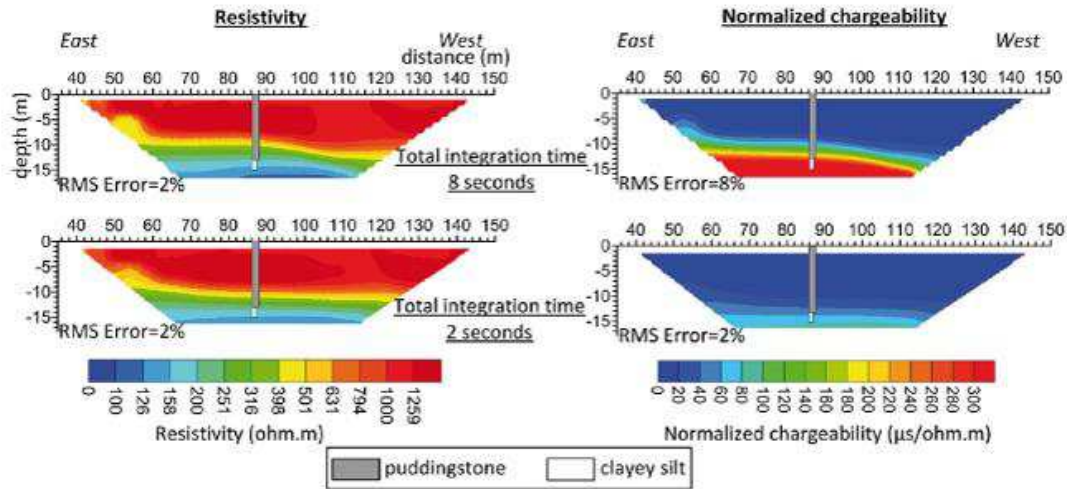 Resistivity
Normalized chargeability
East
West
East
West
distance (m)
40 50 60 70 80 90 100 110 120 130 140 150
40 50 60 70 80 90 100 110 120 130 140 150
depth (m)
0
-5
-10
-15
0
-5
-10
-15
RMS Error=2%
Total integration time
8 seconds
RMS Error=8%
40 50 60 70 80 90 100 110 120 130 140 150
40 50 60 70 80 90 100 110 120 130 140 150
0
-5
-10
-15
0
-5
-10
-15
RMS Error=2%
Total integration time
2 seconds
RMS Error=2%
0 100 126 158 200 251 316 398 501 631 794 1000 1259
Resistivity (ohm.m)
0 20 40 60 80 100 120 140 160 180 200 220 240 260 280 300
Normalized chargeability (µs/ohm.m)
puddingstone
clayey silt